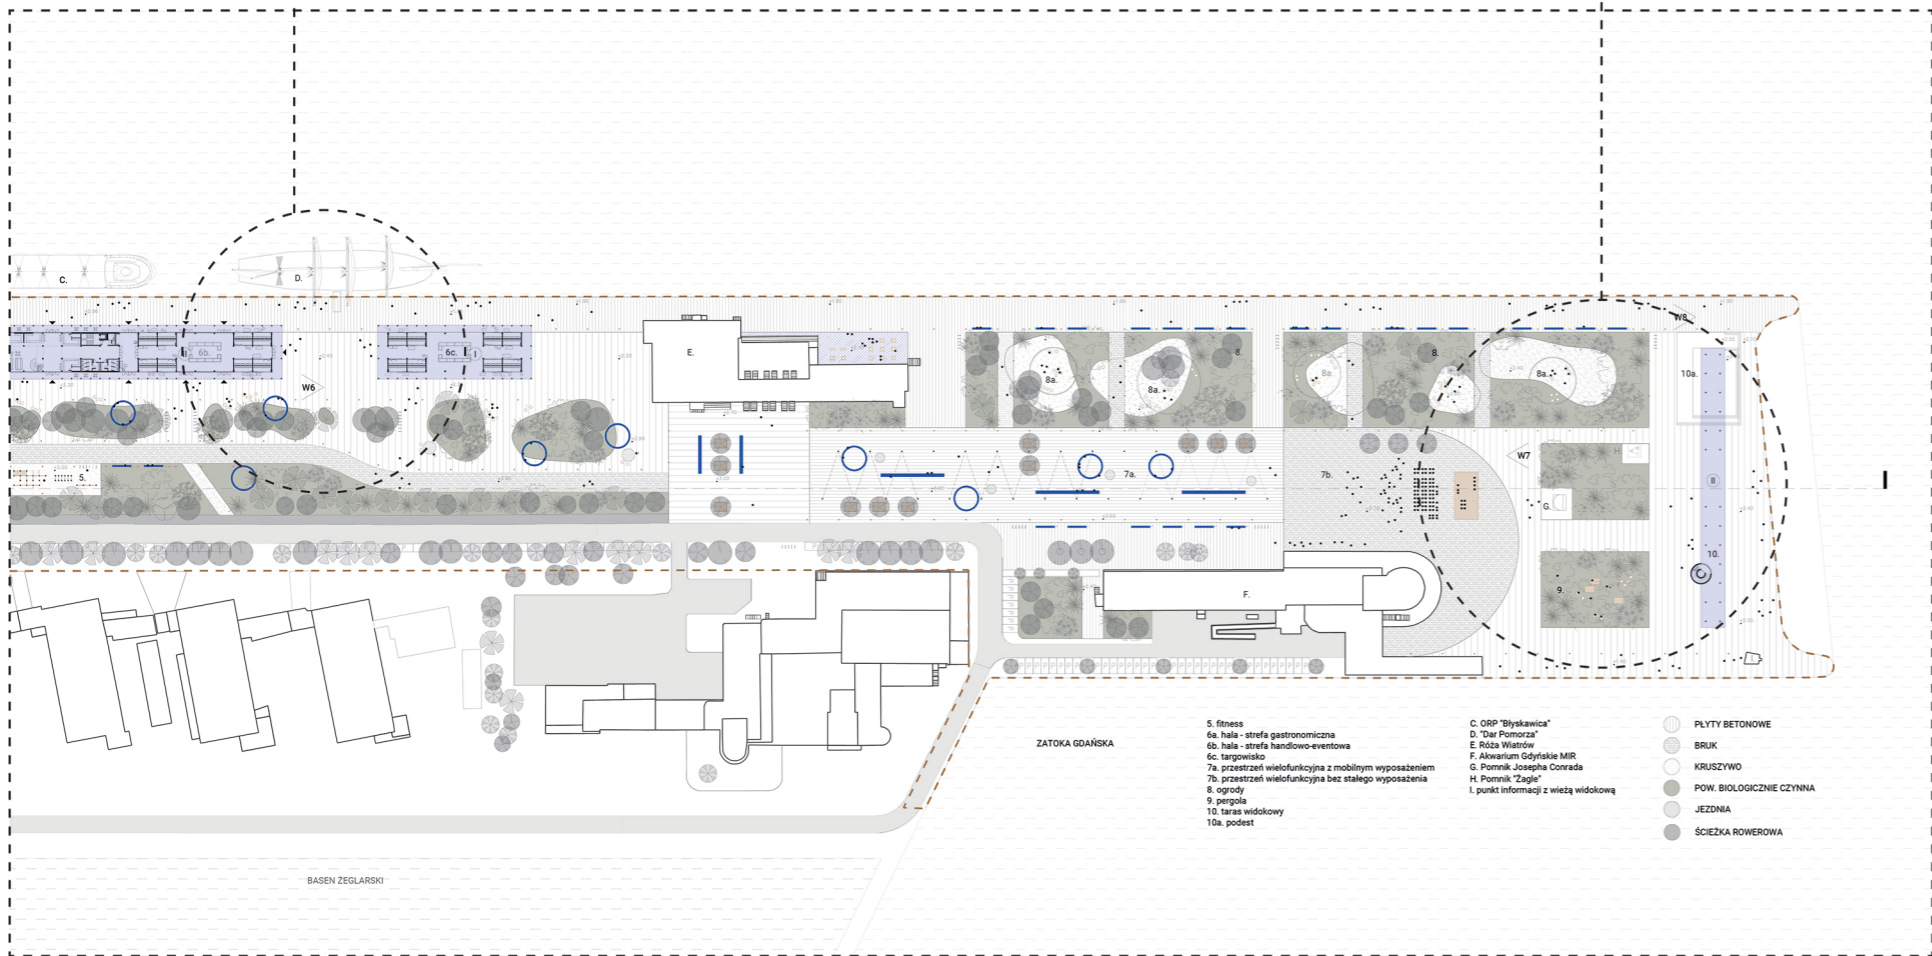 C.
D.
W8
6b.
6c.
E.
8.
8.
8a.
8a.
8a.
8a.
10a.
W6
5.
7a.
7b.
W7
H
G.
II
10.
9.
F.
I
I.
ZATOKA GDAŃSKA
5. fitness
6a. hala - strefa gastronomiczna
6b. hala - strefa handlowo-eventowa
6c. targowisko
7a. przestrzeń wielofunkcyjna z mobilnym wyposażeniem
7b. przestrzeń wielofunkcyjna bez stałego wyposażenia
8. ogrody
9. pergola
10. taras widokowy
10a. podest
C. ORP "Błyskawica"
D. "Dar Pomorza"
E. Róża Wiatrów
F. Akwarium Gdyńskie MIR
G. Pomnik Josepha Conrada
H. Pomnik "Żagle"
I. punkt informacji z wieżą widokową
PŁYTY BETONOWE
BRUK
KRUSZYWO
POW. BIOLOGICZNIE CZYNNA
JEZDNIA
ŚCIEŻKA ROWEROWA
BASEN ŻEGLARSKI